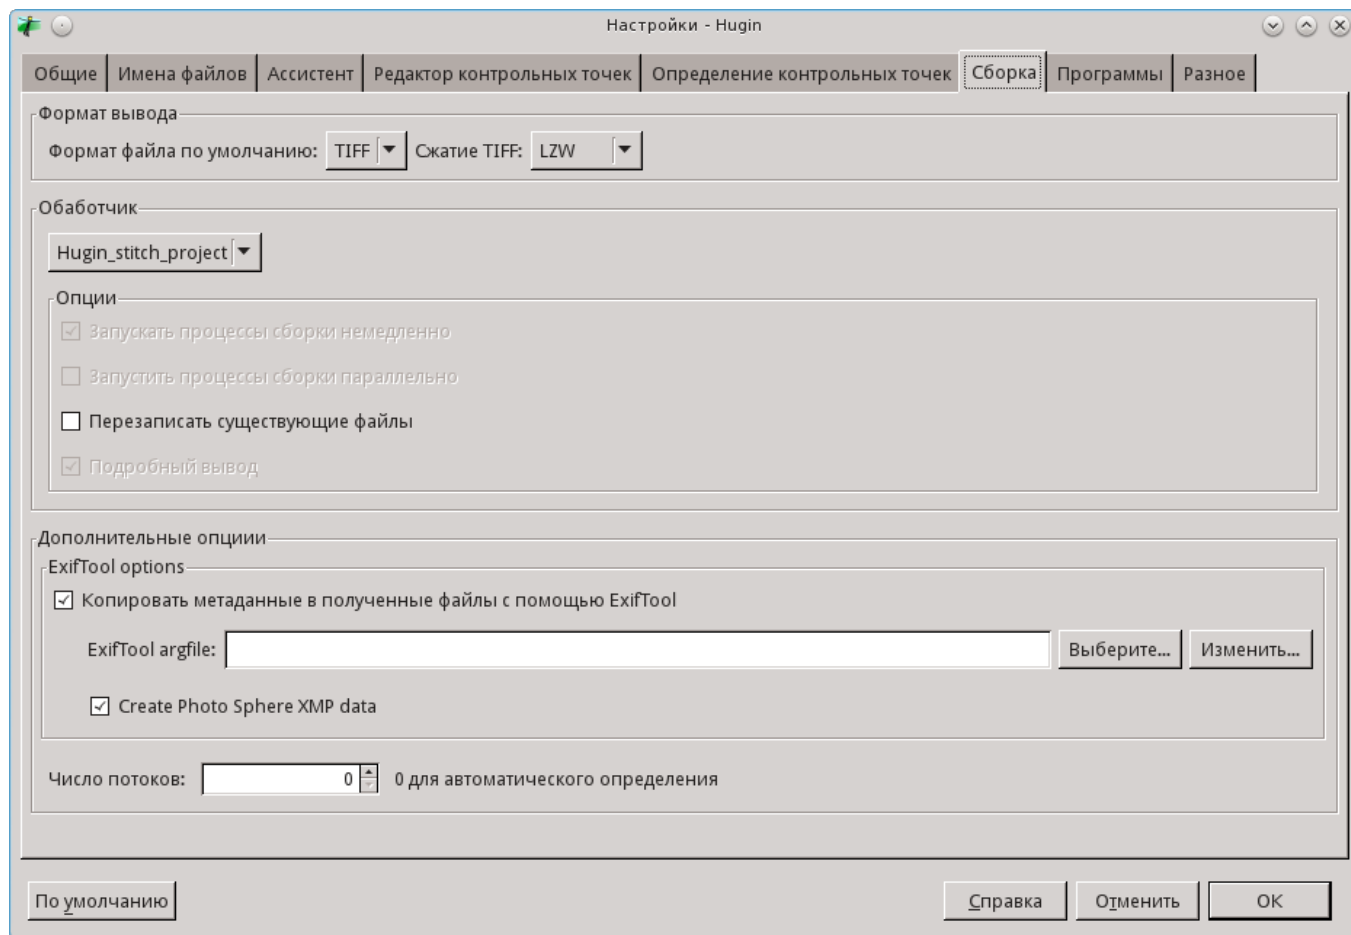 Настройки - Hugin
Общие Имена файлов Ассистент Редактор контрольных точек Определение контрольных точек Сборка Программы Разное
Формат вывода
Формат файла по умолчанию: TIFF Сжатие TIFF: LZW
Обаботчик
Hugin_stitch_project
Опции
Запускать процессы сборки немедленно
Запустить процессы сборки параллельно
Перезаписать существующие файлы
Подробный вывод
Дополнительные опциии
ExifTool options
Копировать метаданные в полученные файлы с помощью ExifTool
ExifTool argfile: Выберите... Изменить...
Create Photo Sphere XMP data
Число потоков: 0 0 для автоматического определения
По умолчанию Справка Отменить ОК